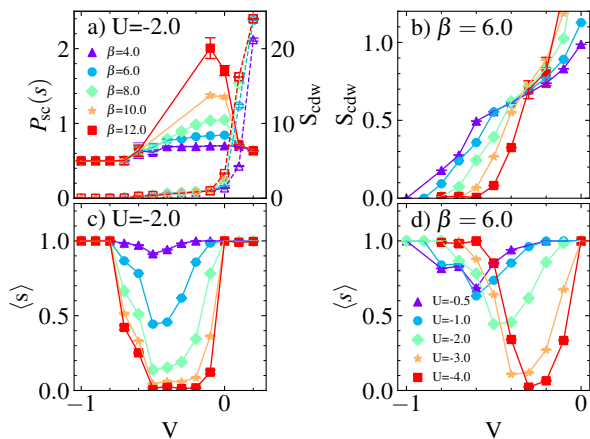 a) U=-2.0
2
1
0
P_sc(s)
β=4.0
β=6.0
β=8.0
β=10.0
β=12.0
20
10
0
S_cdw
b) β = 6.0
1.0
0.5
0.0
S_cdw
c) U=-2.0
1.0
0.5
0.0
⟨s⟩
−1
0
V
d) β = 6.0
1.0
0.5
0.0
⟨s⟩
U=-0.5
U=-1.0
U=-2.0
U=-3.0
U=-4.0
−1
0
V